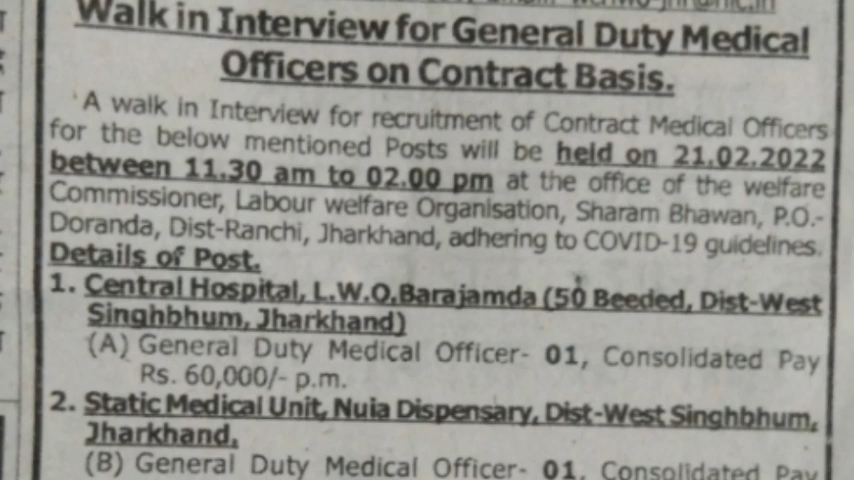 Walk in Interview for General Duty Medical
Officers on Contract Basis.
A walk in Interview for recruitment of Contract Medical Officers
for the below mentioned Posts will be held on 21.02.2022
between 11.30 am to 02.00 pm at the office of the welfare
Commissioner, Labour welfare Organisation, Sharam Bhawan, P.O.-
Doranda, Dist-Ranchi, Jharkhand, adhering to COVID-19 guidelines.
Details of Post.
1. Central Hospital, L.W.O,Barajamda (50 Beeded, Dist-West
Singhbhum, Jharkhand)
(A) General Duty Medical Officer- 01, Consolidated Pay
Rs. 60,000/- p.m.
2. Static Medical Unit, Nuia Dispensary, Dist-West Singhbhum,
Jharkhand.
(B) General Duty Medical Officer- 01, Consolidated Pay